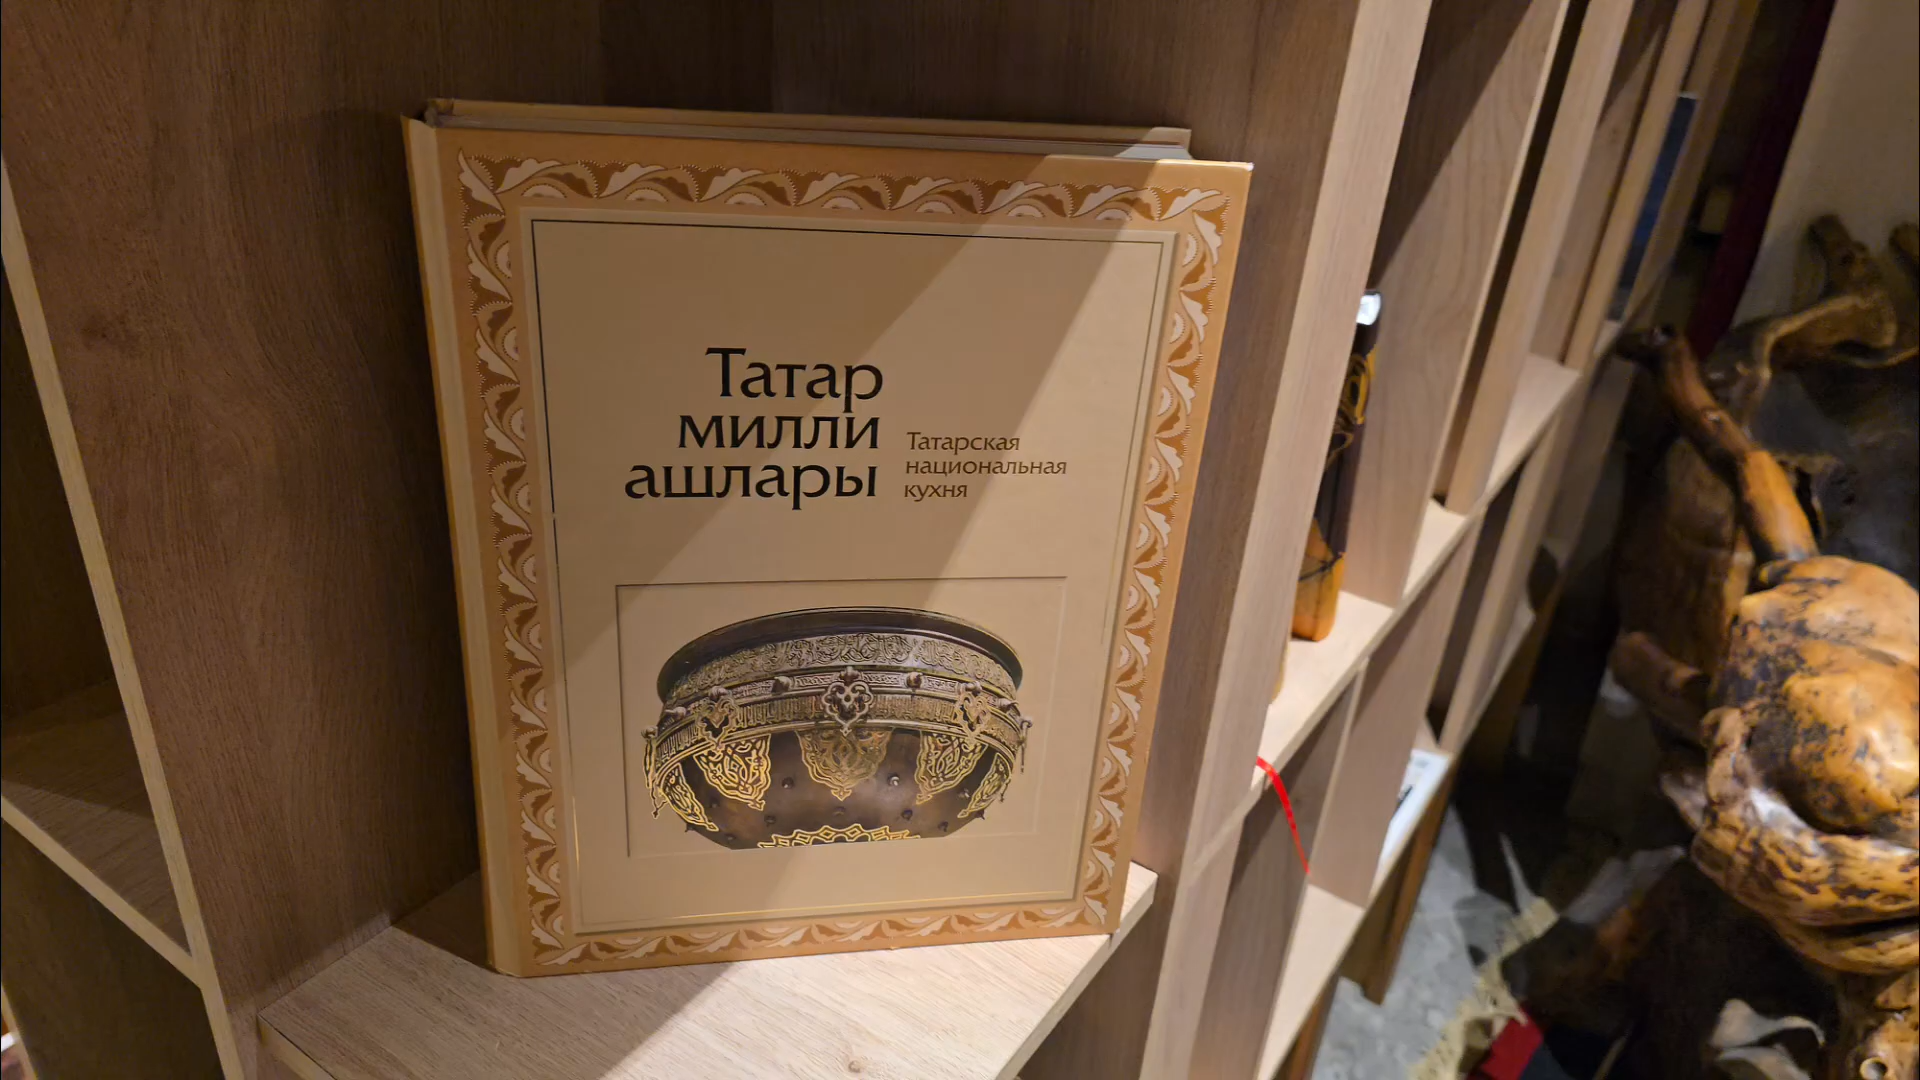 Татар
милли
ашлары
Татарская
национальная
кухня